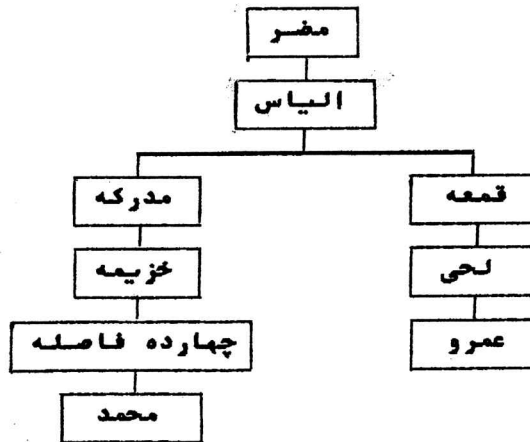 مضر
الیاس
مدرکه
قمعه
خزیمه
لحی
چهارده فاصله
عمرو
محمد